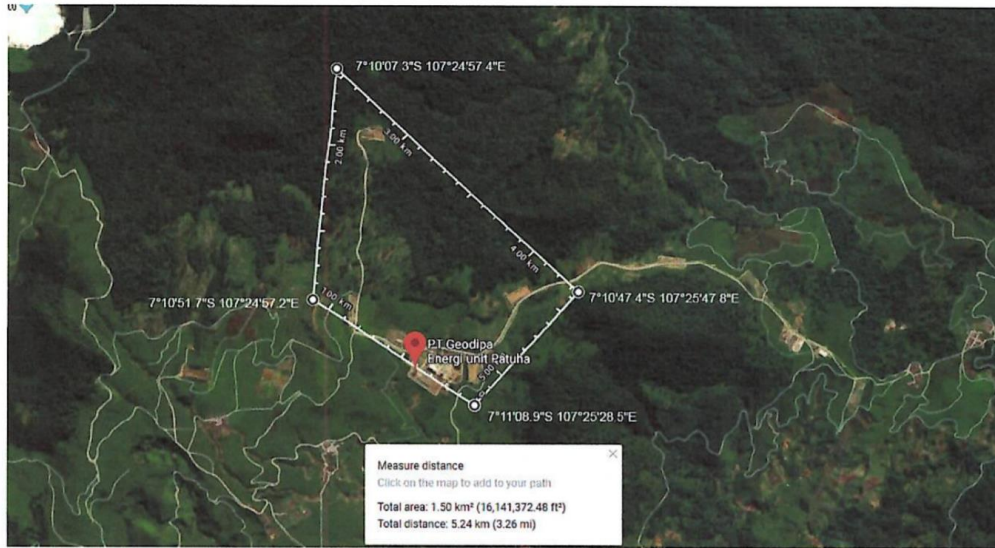 7°10'07.3"S 107°24'57.4"E
2.00 km
3.00 km
4.00 km
1.00 km
7°10'51.7"S 107°24'57.2"E
7°10'47.4"S 107°25'47.8"E
PT Geodipa
Energi unit Patuha
5.00
7°11'08.9"S 107°25'28.5"E
Measure distance
Click on the map to add to your path
Total area: 1.50 km² (16,141,372.48 ft²)
Total distance: 5.24 km (3.26 mi)